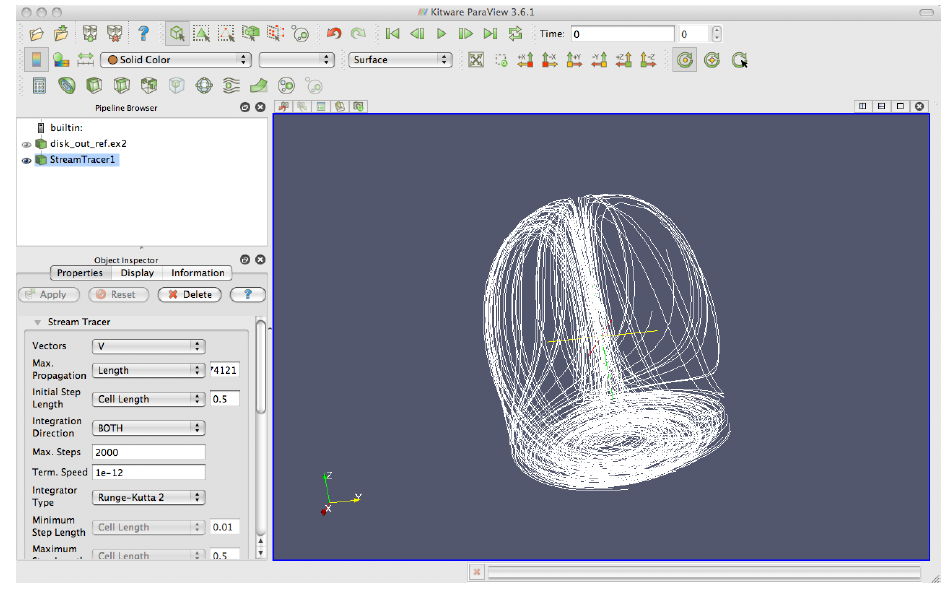 Kitware ParaView 3.6.1
Time: 0 0
Solid Color Surface +X -X +Y -Y +Z -Z
Pipeline Browser
builtin:
disk_out_ref.ex2
StreamTracer1
Object Inspector
Properties Display Information
Apply Reset Delete ?
Stream Tracer
Vectors V
Max.
Propagation Length 74121
Initial Step
Length Cell Length 0.5
Integration
Direction BOTH
Max. Steps 2000
Term. Speed 1e-12
Integrator
Type Runge-Kutta 2
Minimum
Step Length Cell Length 0.01
Maximum
Cell Length 0.5
Z
Y
X